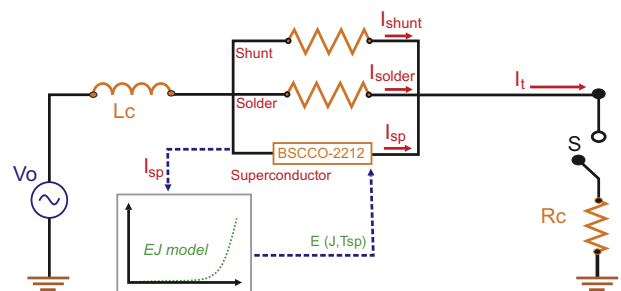 I_shunt
Shunt
I_solder
I_t
Lc
Solder
I_sp
S
BSCCO-2212
I_sp
Superconductor
Vo
Rc
EJ model
E (J,Tsp)